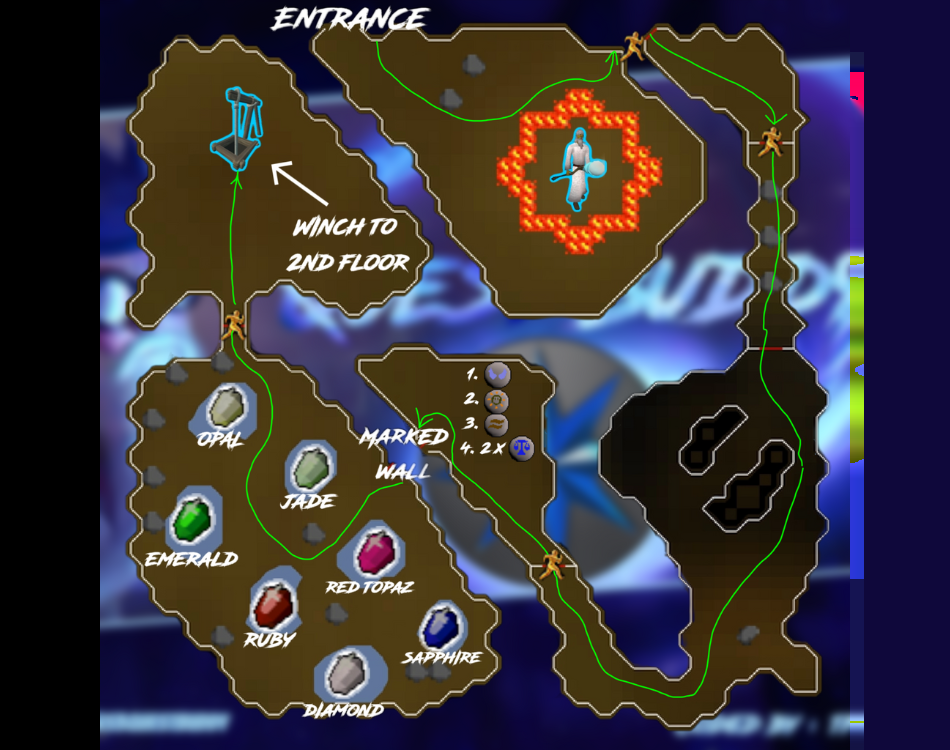 ENTRANCE
WINCH TO
2ND FLOOR
1.
2.
3.
4. 2X
MARKED
WALL
OPAL
JADE
EMERALD
RED TOPAZ
RUBY
SAPPHIRE
DIAMOND